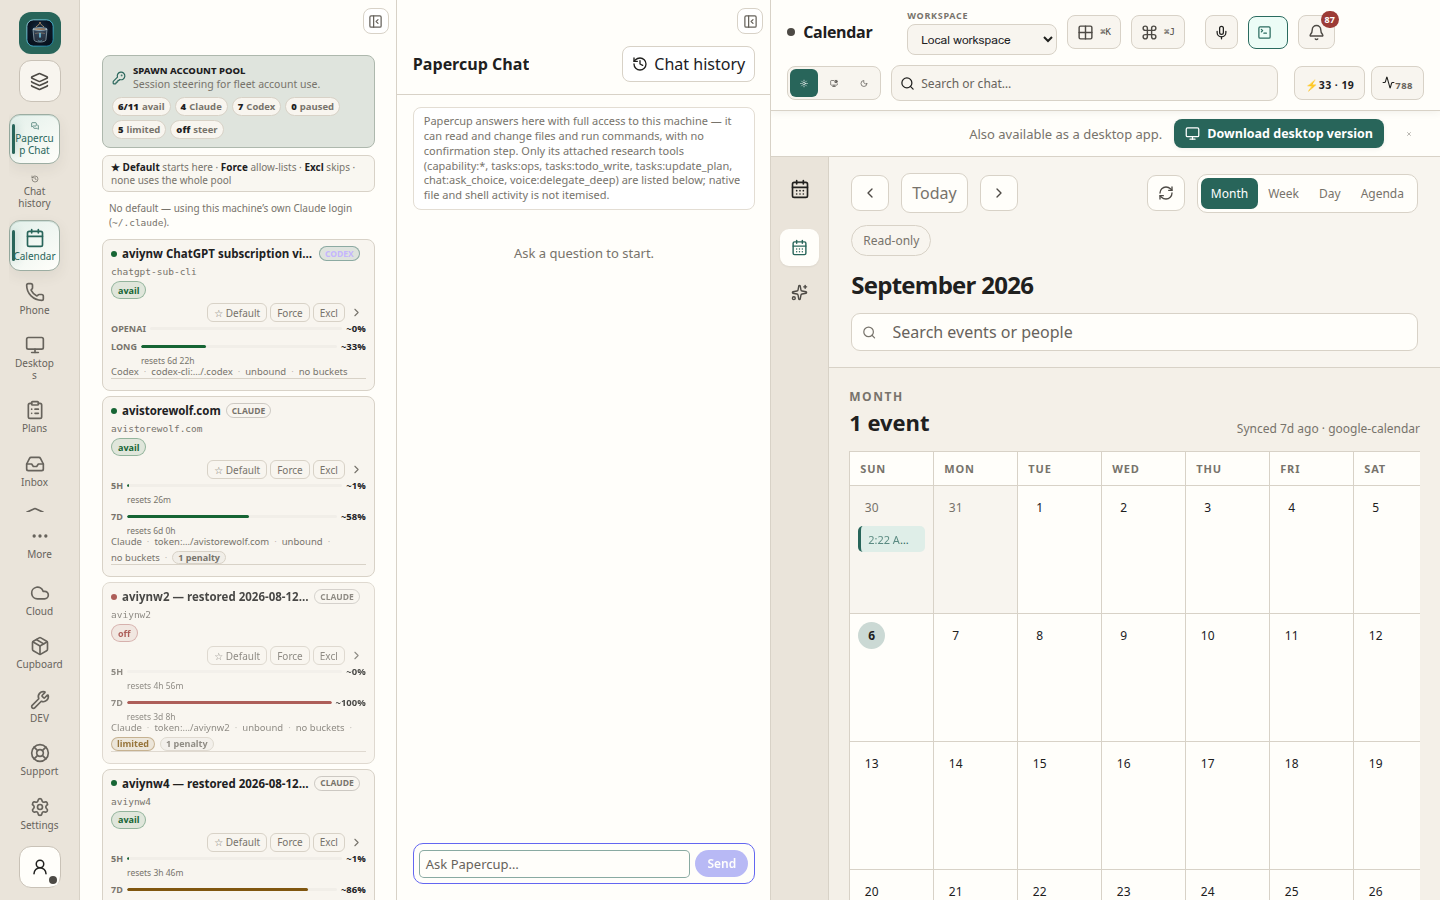 Papercu
p Chat
Chat
history
Calendar
Phone
Desktop
s
Plans
Inbox
More
Cloud
Cupboard
DEV
Support
Settings
SPAWN ACCOUNT POOL
Session steering for fleet account use.
6/11 avail 4 Claude 7 Codex 0 paused
5 limited off steer
★ Default starts here · Force allow-lists · Excl skips ·
none uses the whole pool
No default — using this machine's own Claude login
(~/.claude).
aviynw ChatGPT subscription vi... CODEX
chatgpt-sub-cli
avail
☆ Default Force Excl
OPENAI ~0%
LONG ~33%
resets 6d 22h
Codex · codex-cli:.../.codex · unbound · no buckets
avistorewolf.com CLAUDE
avistorewolf.com
avail
☆ Default Force Excl
5H ~1%
resets 26m
7D ~58%
resets 6d 0h
Claude · token:.../avistorewolf.com · unbound ·
no buckets · 1 penalty
aviynw2 — restored 2026-08-12... CLAUDE
aviynw2
off
☆ Default Force Excl
5H ~0%
resets 4h 56m
7D ~100%
resets 3d 8h
Claude · token:.../aviynw2 · unbound · no buckets ·
limited 1 penalty
aviynw4 — restored 2026-08-12... CLAUDE
aviynw4
avail
☆ Default Force Excl
5H ~1%
resets 3h 46m
7D ~86%
Papercup Chat
Chat history
Papercup answers here with full access to this machine — it
can read and change files and run commands, with no
confirmation step. Only its attached research tools
(capability:*, tasks:ops, tasks:todo_write, tasks:update_plan,
chat:ask_choice, voice:delegate_deep) are listed below; native
file and shell activity is not itemised.
Ask a question to start.
Ask Papercup...
Send
Calendar
WORKSPACE
Local workspace
⌘K
⌘J
87
Search or chat...
⚡33 · 19
788
Also available as a desktop app.
Download desktop version
×
Today
Month Week Day Agenda
Read-only
September 2026
Search events or people
MONTH
1 event
Synced 7d ago · google-calendar
SUN MON TUE WED THU FRI SAT
30 31 1 2 3 4 5
2:22 A...
6 7 8 9 10 11 12
13 14 15 16 17 18 19
20 21 22 23 24 25 26